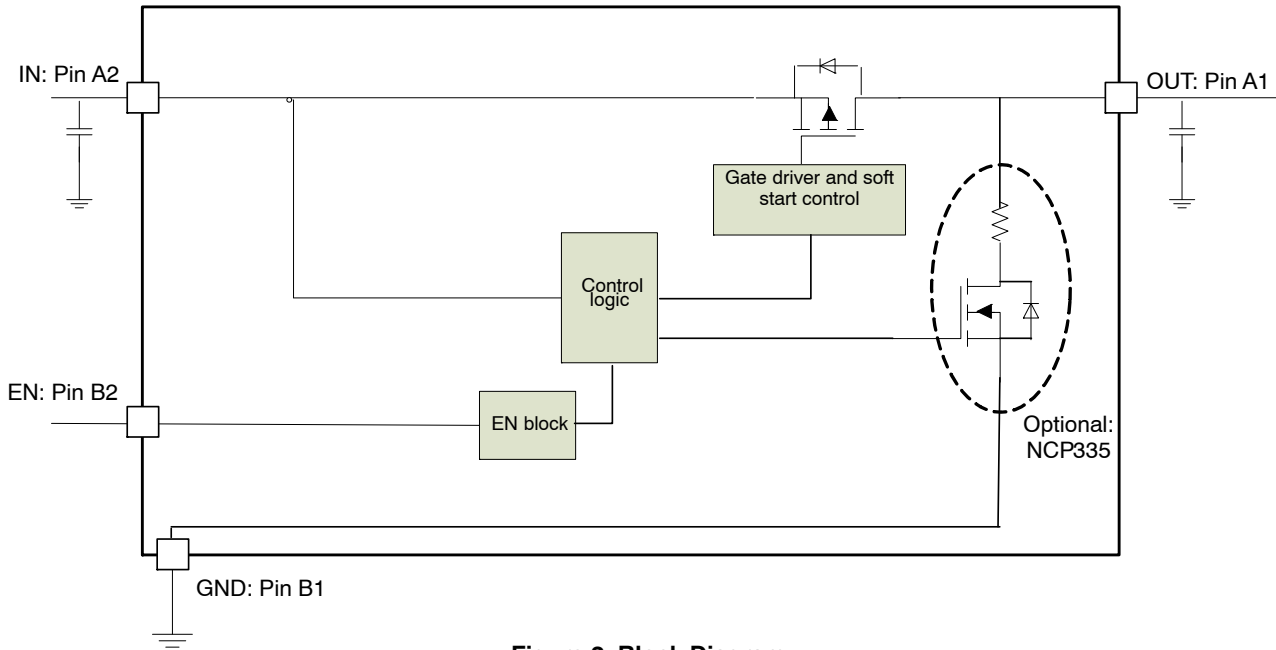 IN: Pin A2
OUT: Pin A1
Gate driver and soft
start control
Control
logic
EN: Pin B2
EN block
Optional:
NCP335
GND: Pin B1